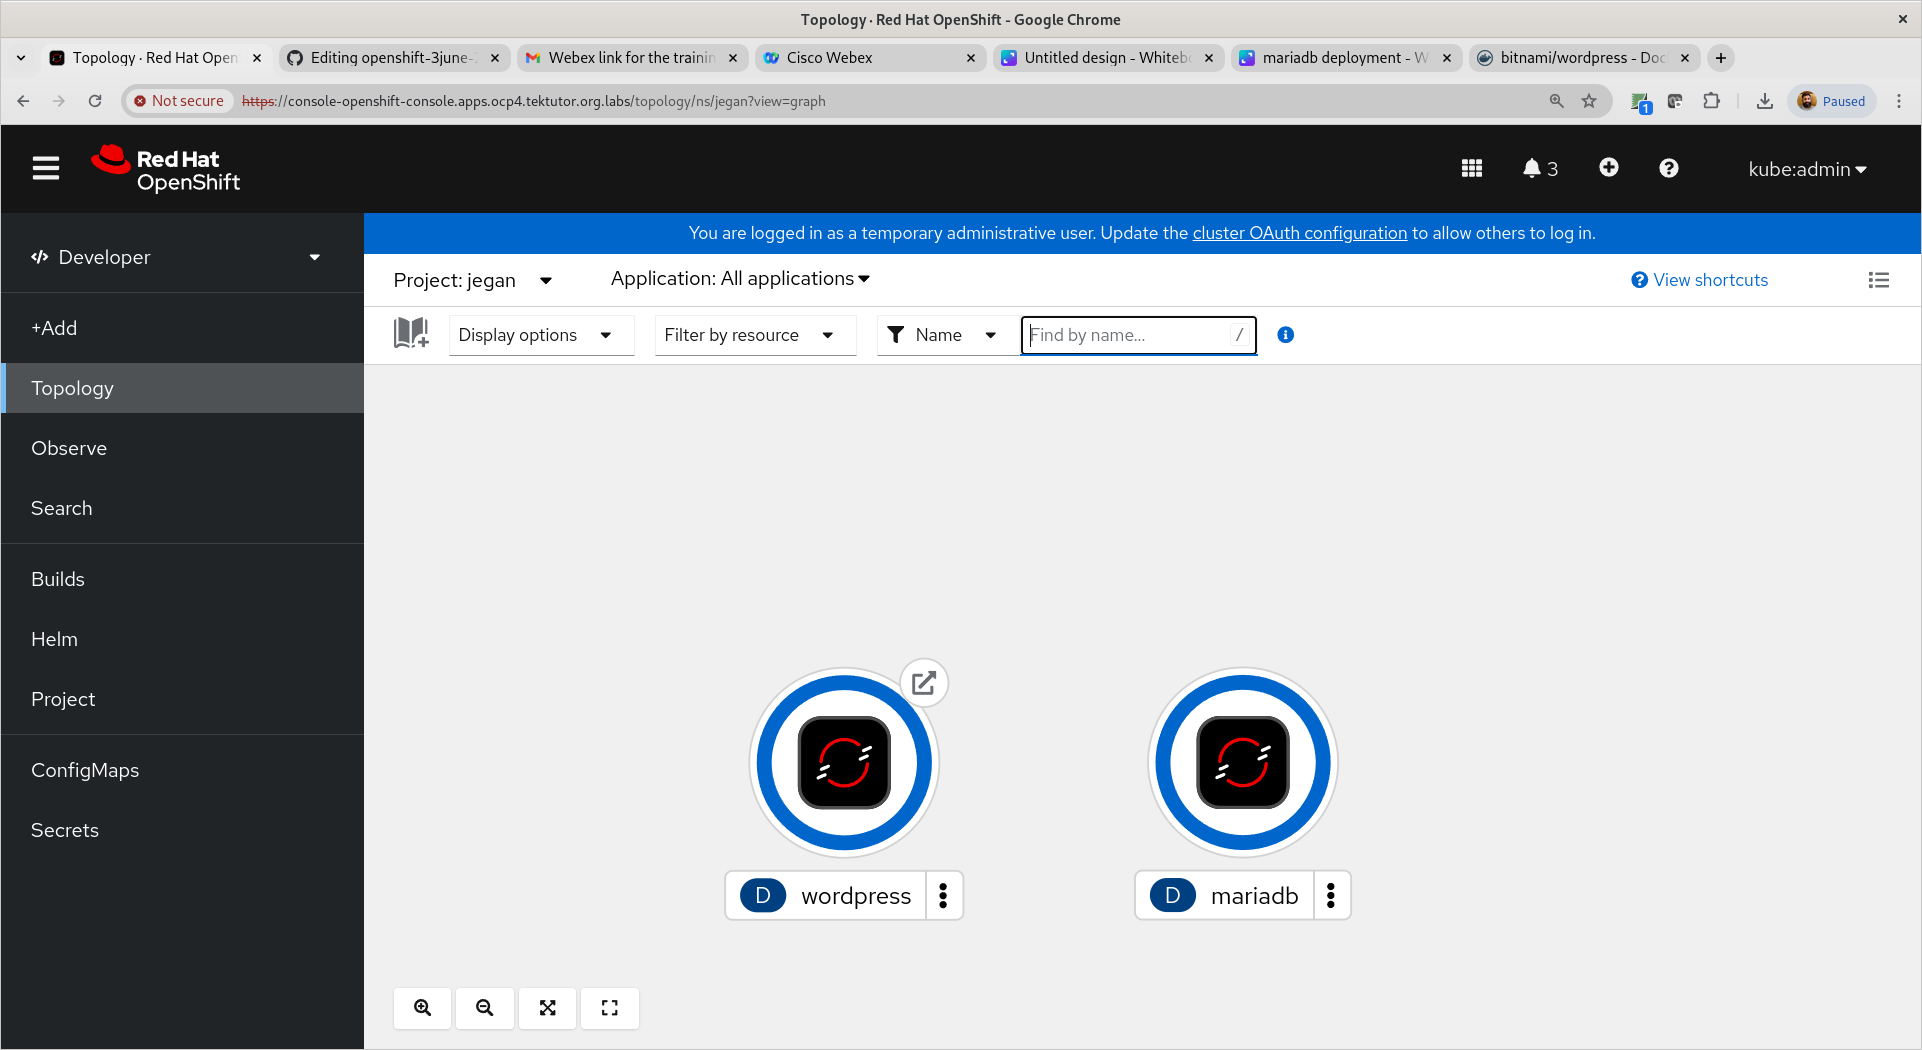 Topology · Red Hat OpenShift - Google Chrome
Topology · Red Hat Open
Editing openshift-3june-
Webex link for the trainin
Cisco Webex
Untitled design - Whiteb
mariadb deployment - W
bitnami/wordpress - Doc
Not secure
https://console-openshift-console.apps.ocp4.tektutor.org.labs/topology/ns/jegan?view=graph
1
Paused
Red Hat
OpenShift
3
kube:admin
You are logged in as a temporary administrative user. Update the cluster OAuth configuration to allow others to log in.
Developer
Project: jegan
Application: All applications
View shortcuts
Display options
Filter by resource
Name
Find by name...
/
+Add
Topology
Observe
Search
Builds
Helm
Project
ConfigMaps
Secrets
D wordpress
D mariadb